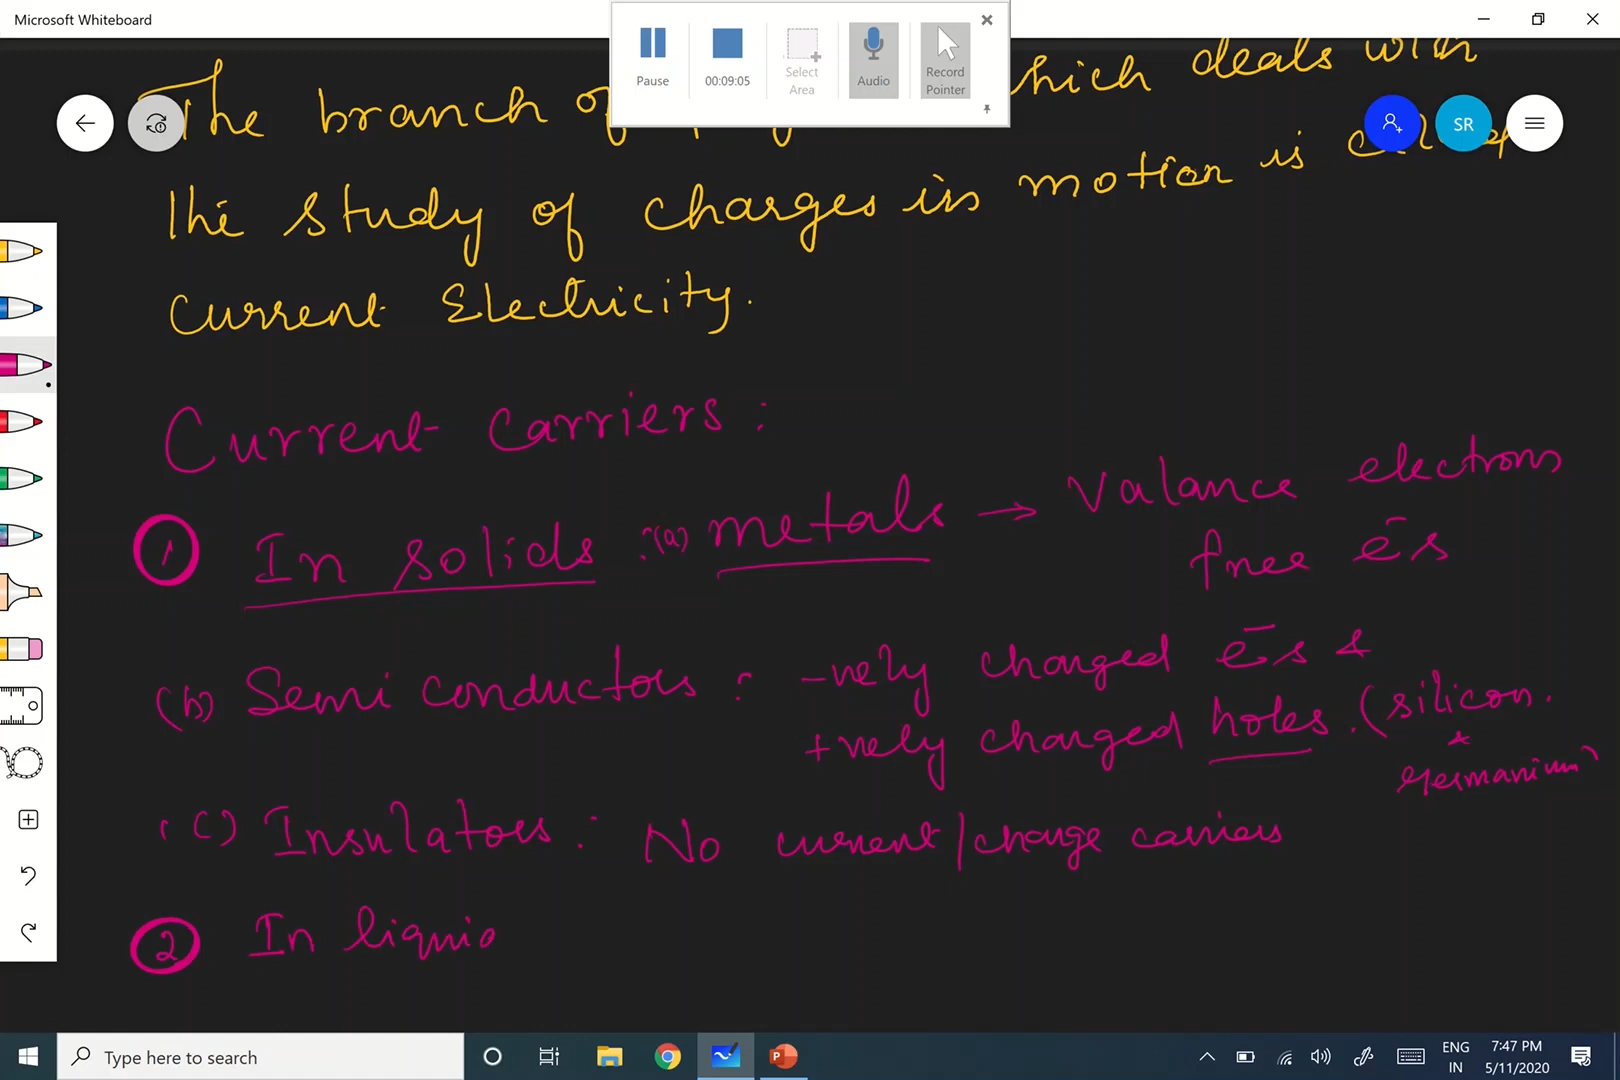 Microsoft Whiteboard
Pause
00:09:05
Select Area
Audio
Record Pointer
SR
The branch of which deals with
the study of charges in motion is
Current Electricity.
Current Carriers :
1 In solids : (a) metals → Valance electrons
free e̅s
(b) Semi conductors : -vely charged e̅s &
+vely charged holes. (silicon.
&
Germanium)
(c) Insulators : No current/charge carriers
2 In liquid
Type here to search
ENG
IN
7:47 PM
5/11/2020